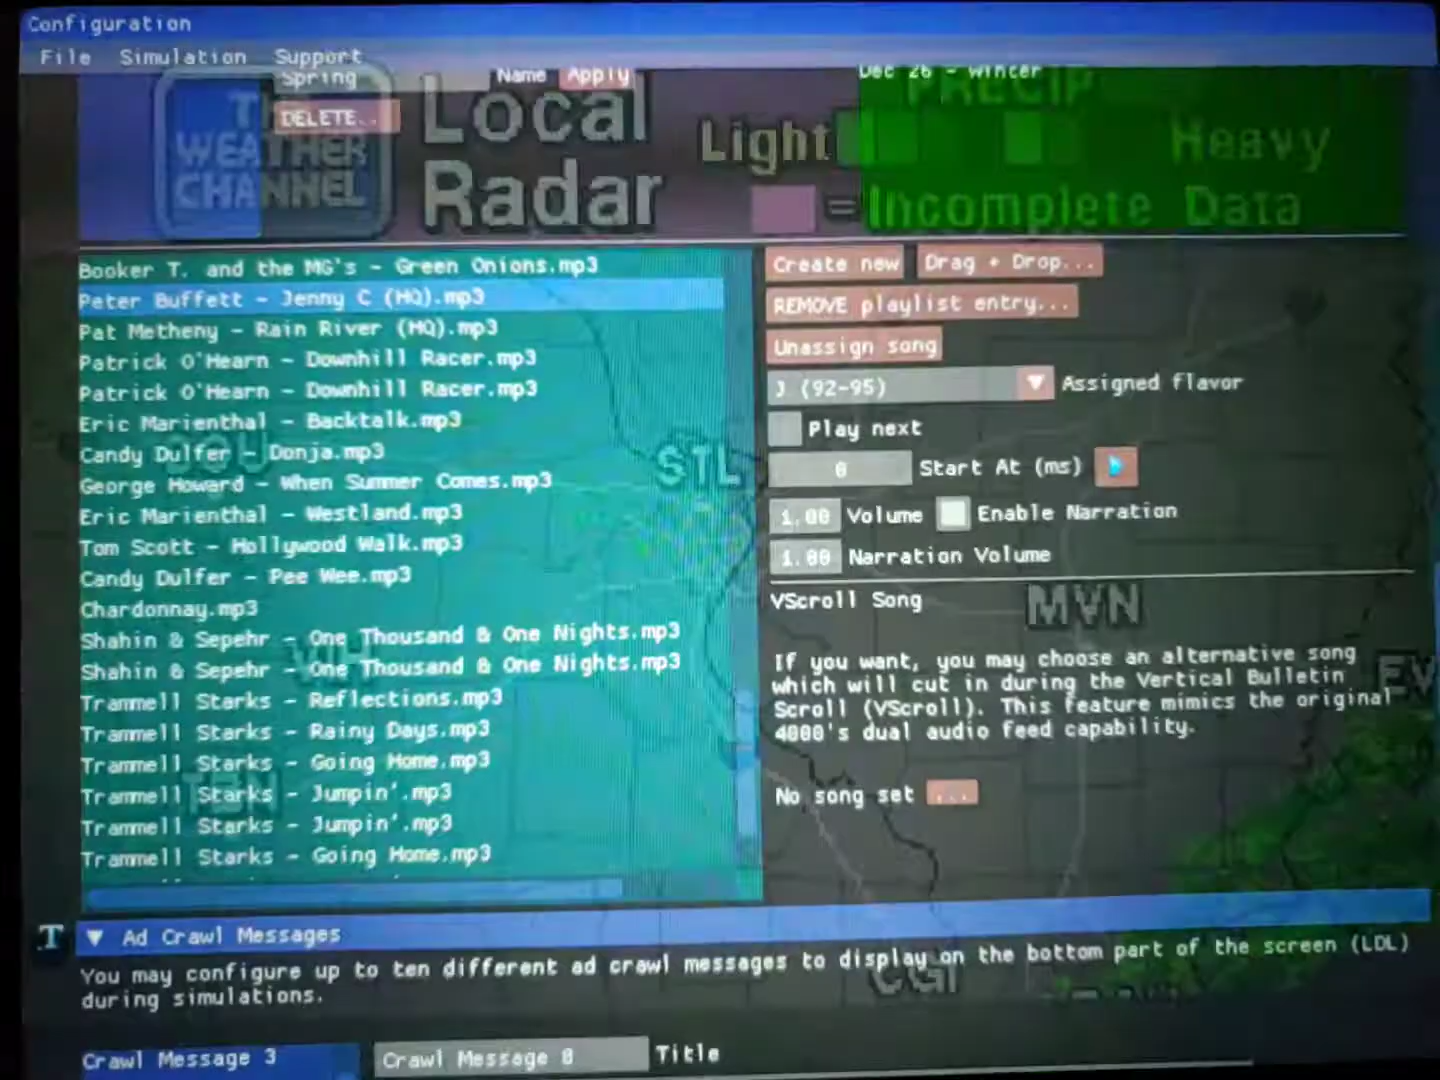 Configuration
File Simulation Support
Spring Name Apply
Dec 26 - Winter
DELETE..
THE WEATHER CHANNEL
Local Radar
PRECIP
Light Heavy
= Incomplete Data
Booker T. and the MG's - Green Onions.mp3
Peter Buffett - Jenny C (HQ).mp3
Pat Metheny - Rain River (HQ).mp3
Patrick O'Hearn - Downhill Racer.mp3
Patrick O'Hearn - Downhill Racer.mp3
Eric Marienthal - Backtalk.mp3
Candy Dulfer - Donja.mp3
George Howard - When Summer Comes.mp3
Eric Marienthal - Westland.mp3
Tom Scott - Hollywood Walk.mp3
Candy Dulfer - Pee Wee.mp3
Chardonnay.mp3
Shahin & Sepehr - One Thousand & One Nights.mp3
Shahin & Sepehr - One Thousand & One Nights.mp3
Trammell Starks - Reflections.mp3
Trammell Starks - Rainy Days.mp3
Trammell Starks - Going Home.mp3
Trammell Starks - Jumpin'.mp3
Trammell Starks - Jumpin'.mp3
Trammell Starks - Going Home.mp3
COU
STL
VIH
TBN
Create new Drag + Drop...
REMOVE playlist entry...
Unassign song
J (92-95) Assigned flavor
Play next
0 Start At (ms)
1.00 Volume Enable Narration
1.00 Narration Volume
VScroll Song
MVN
EV
If you want, you may choose an alternative song
which will cut in during the Vertical Bulletin
Scroll (VScroll). This feature mimics the original
4000's dual audio feed capability.
No song set ...
T
Ad Crawl Messages
You may configure up to ten different ad crawl messages to display on the bottom part of the screen (LDL)
during simulations.
CGI
Crawl Message 3 Crawl Message 0 Title